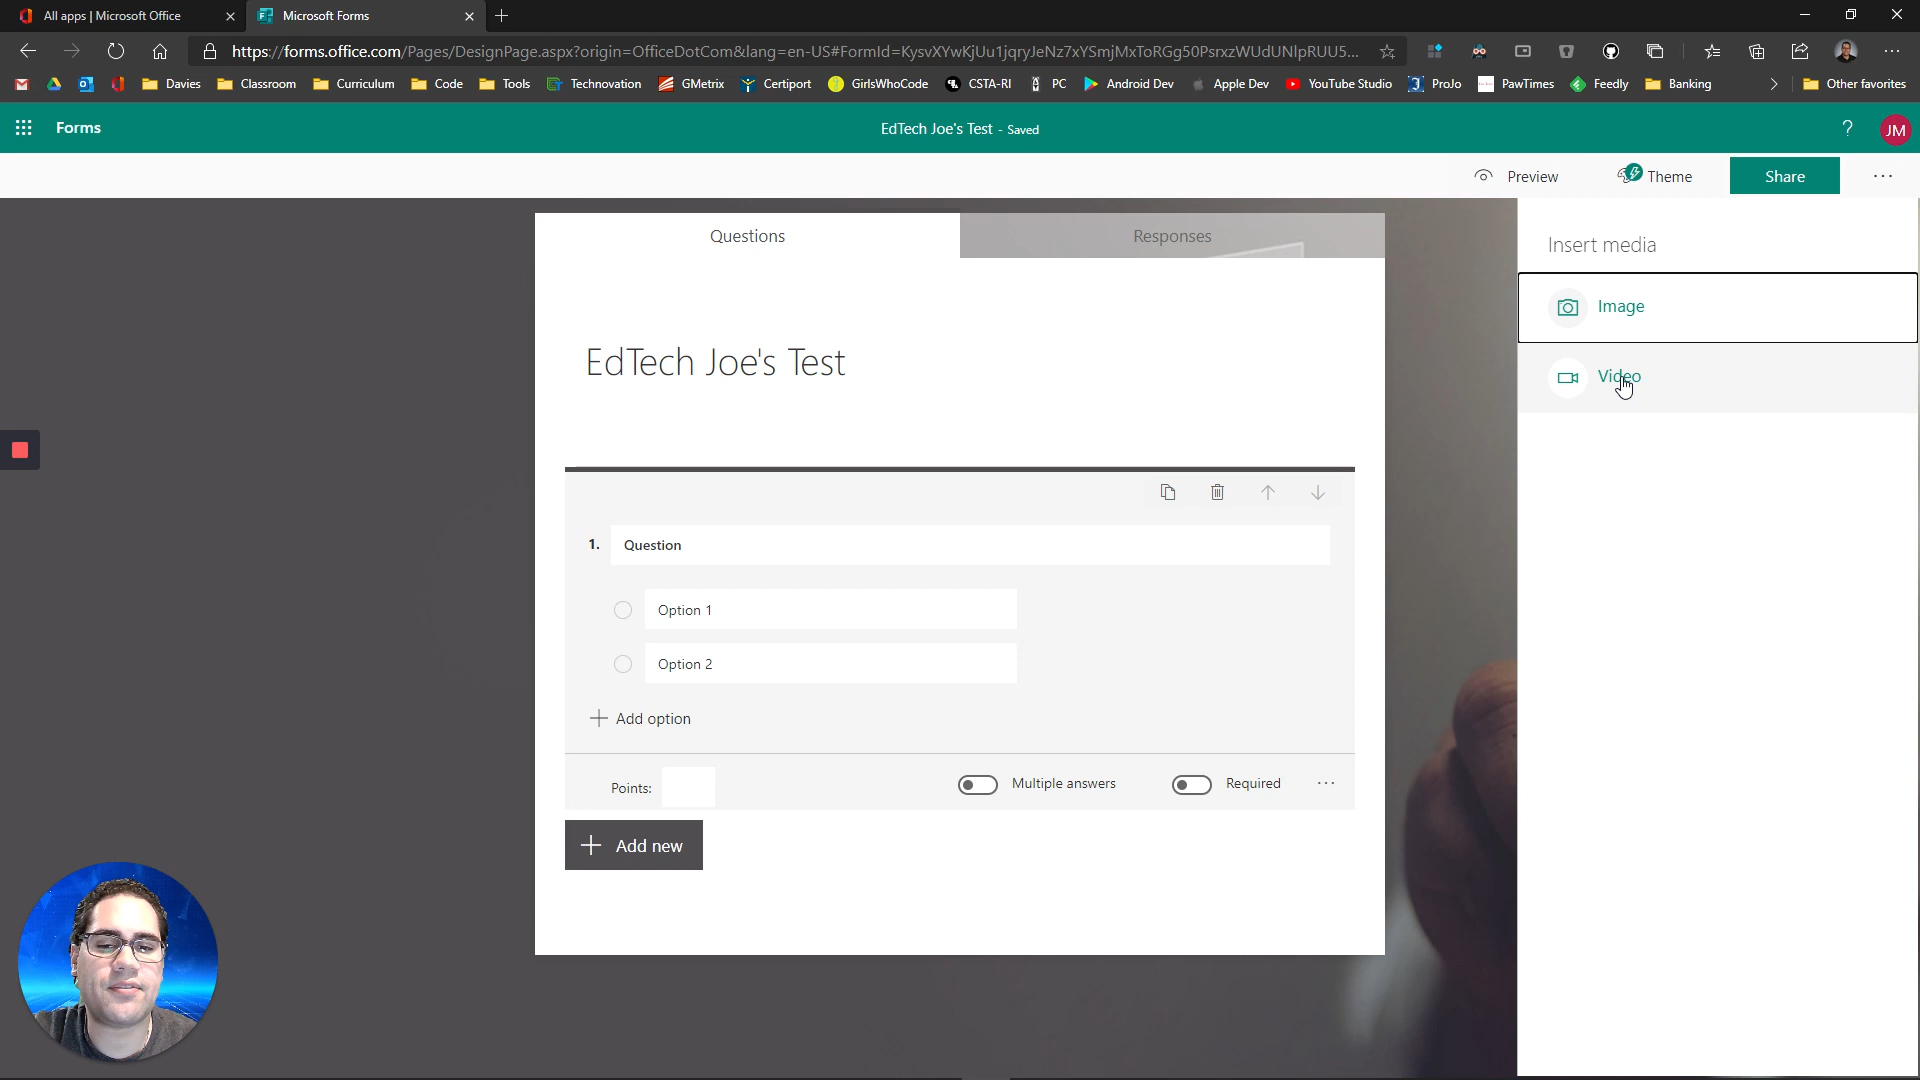 All apps | Microsoft Office
Microsoft Forms
https://forms.office.com/Pages/DesignPage.aspx?origin=OfficeDotCom&lang=en-US#FormId=KysvXYwKjUu1jqryJeNz7xYSmjMxToRGg50PsrxzWUdUNlpRUU5...
Davies
Classroom
Curriculum
Code
Tools
Technovation
GMetrix
Certiport
GirlsWhoCode
CSTA-RI
PC
Android Dev
Apple Dev
YouTube Studio
ProJo
PawTimes
Feedly
Banking
Other favorites
Forms
EdTech Joe's Test - Saved
?
JM
Preview
Theme
Share
Questions
Responses
Insert media
Image
Video
EdTech Joe's Test
1. Question
Option 1
Option 2
Add option
Points:
Multiple answers
Required
Add new